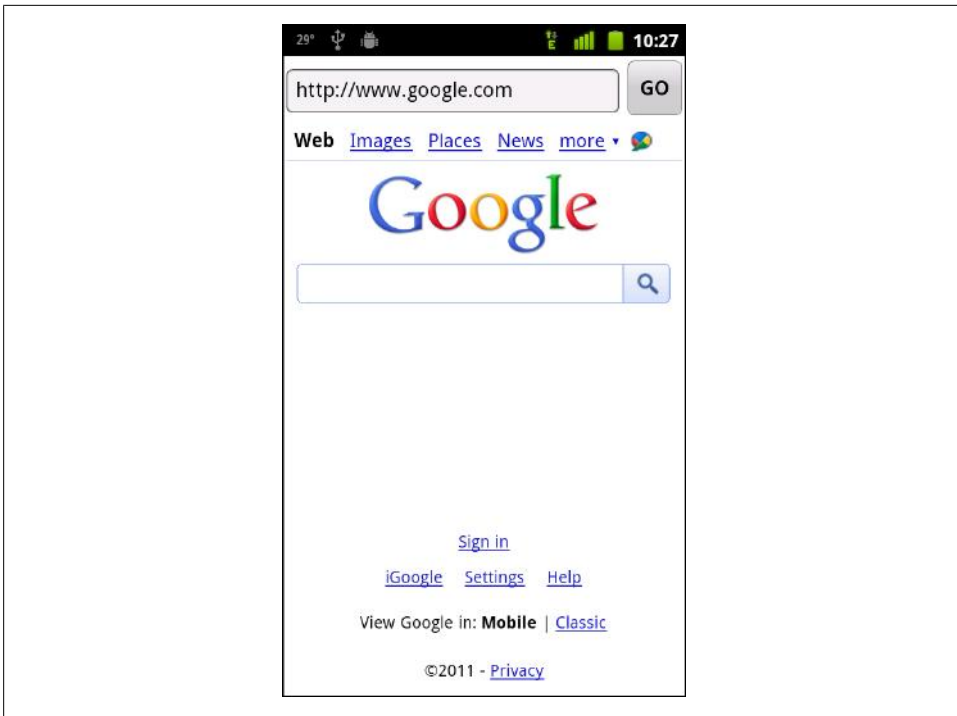 29° E 10:27
http://www.google.com GO
Web Images Places News more
Google
Sign in
iGoogle Settings Help
View Google in: Mobile | Classic
©2011 - Privacy